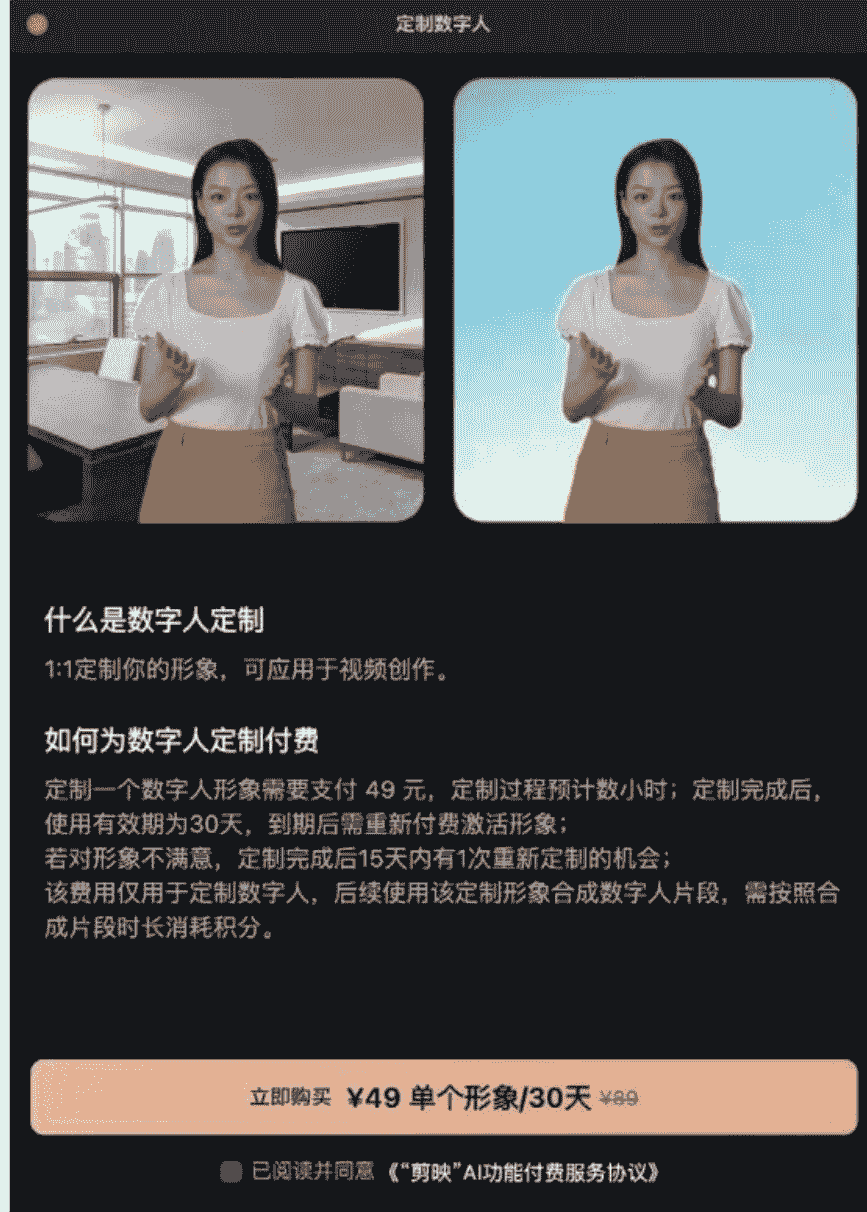 定制数字人
什么是数字人定制
1:1定制你的形象，可应用于视频创作。
如何为数字人定制付费
定制一个数字人形象需要支付 49 元，定制过程预计数小时；定制完成后，
使用有效期为30天，到期后需重新付费激活形象；
若对形象不满意，定制完成后15天内有1次重新定制的机会；
该费用仅用于定制数字人，后续使用该定制形象合成数字人片段，需按照合
成片段时长消耗积分。
立即购买 ¥49 单个形象/30天 ¥89
已阅读并同意 《“剪映”AI功能付费服务协议》